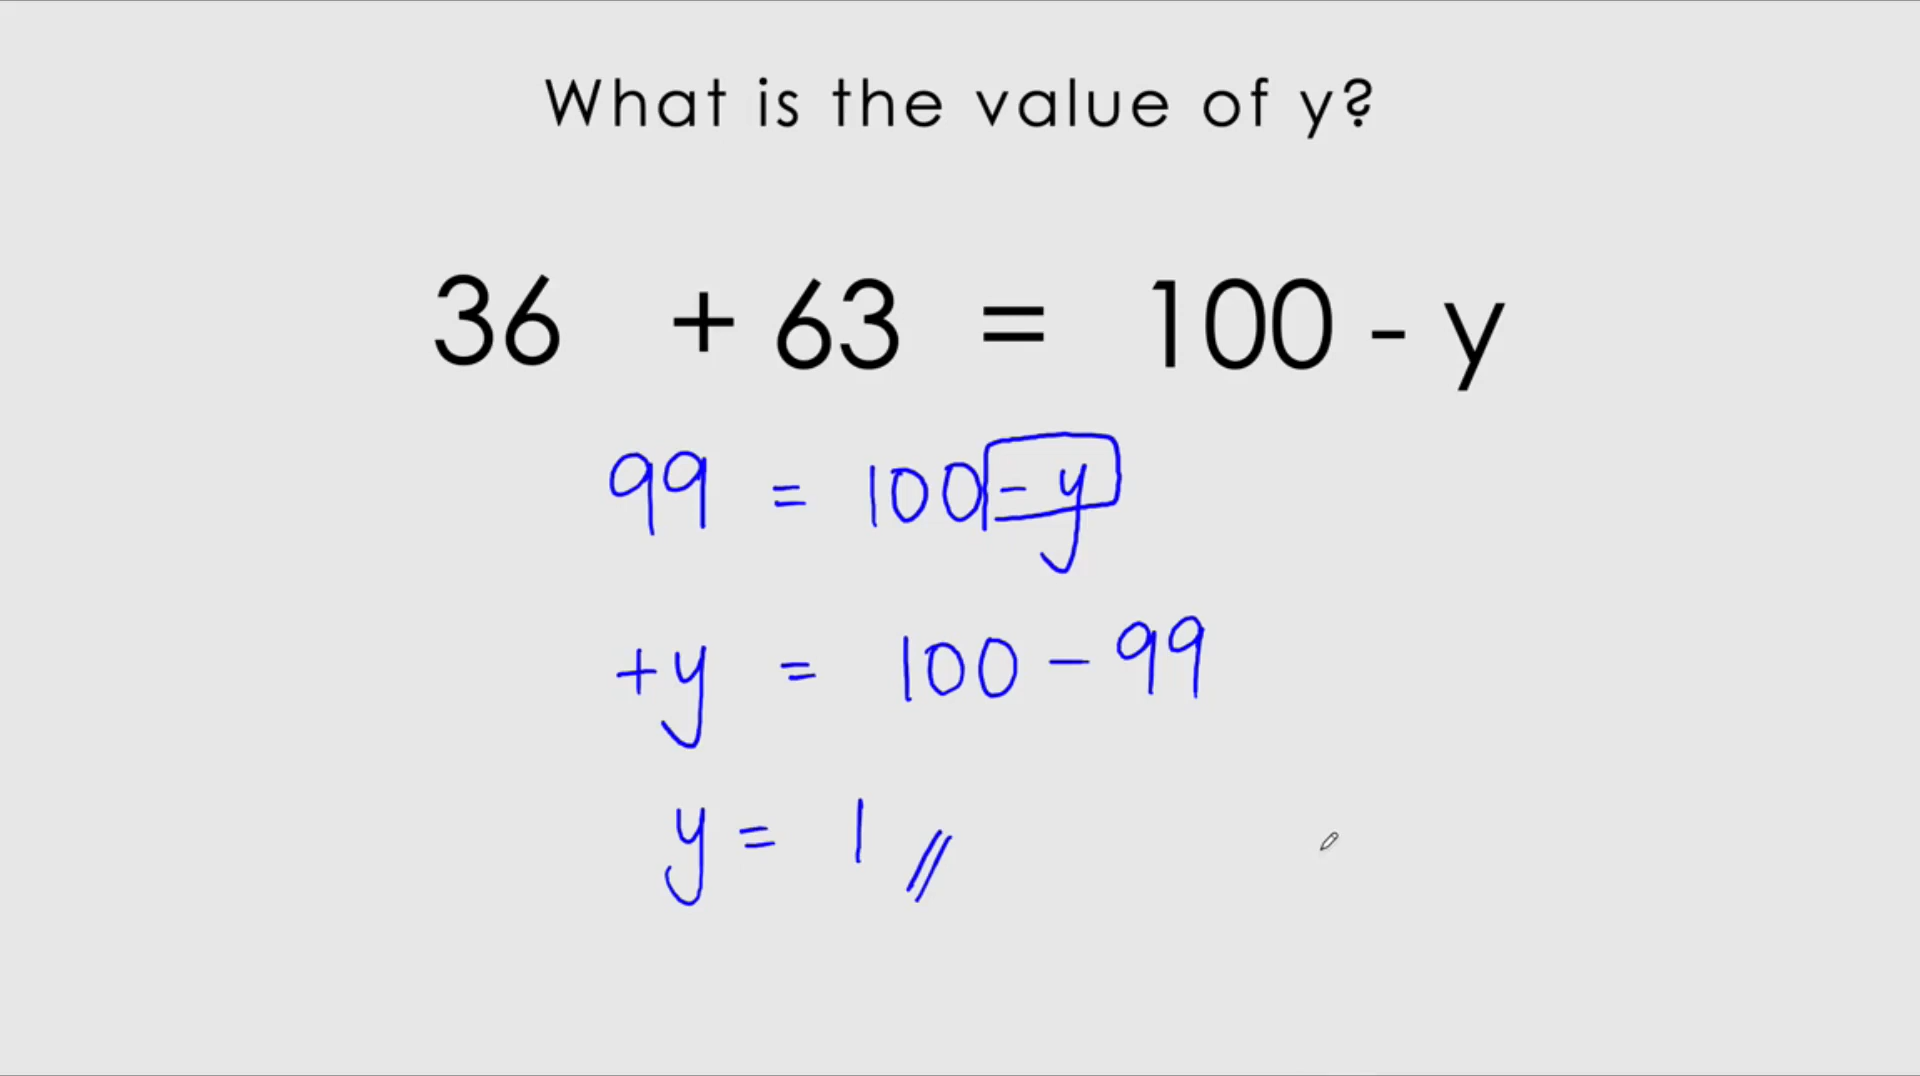 What is the value of y?
36 + 63 = 100 - y
99 = 100 - y
+y = 100 - 99
y = 1 //